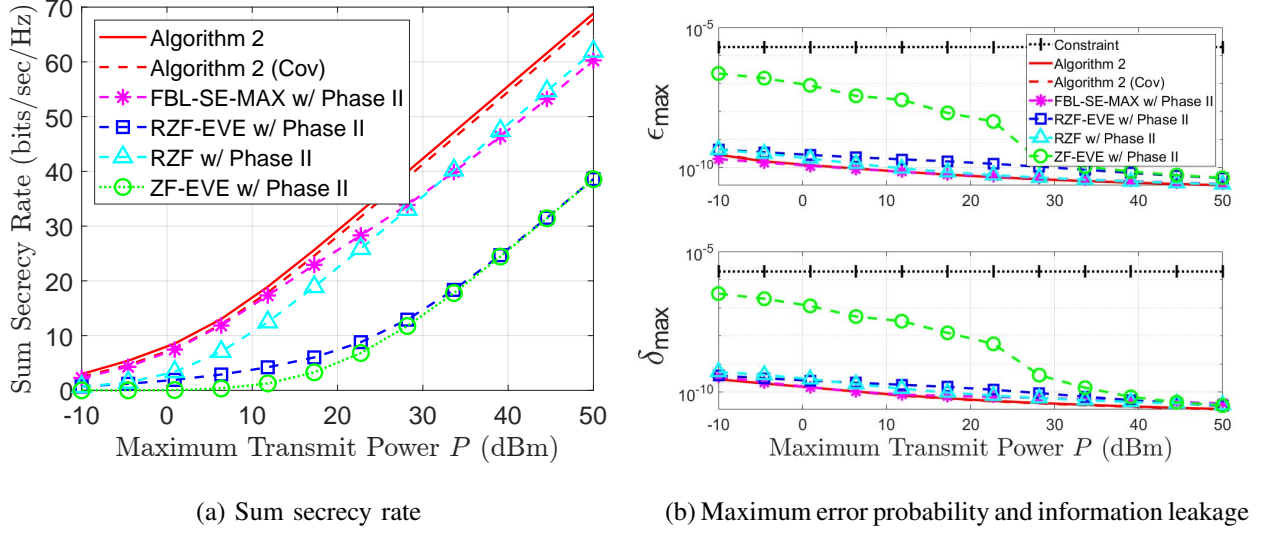 70
60
50
40
30
20
10
0
Sum Secrecy Rate (bits/sec/Hz)
Algorithm 2
Algorithm 2 (Cov)
FBL-SE-MAX w/ Phase II
RZF-EVE w/ Phase II
RZF w/ Phase II
ZF-EVE w/ Phase II
-10 0 10 20 30 40 50
Maximum Transmit Power P (dBm)
(a) Sum secrecy rate
10⁻⁵
10⁻¹⁰
ϵmax
Constraint
Algorithm 2
Algorithm 2 (Cov)
FBL-SE-MAX w/ Phase II
RZF-EVE w/ Phase II
RZF w/ Phase II
ZF-EVE w/ Phase II
-10 0 10 20 30 40 50
10⁻⁵
10⁻¹⁰
δmax
-10 0 10 20 30 40 50
Maximum Transmit Power P (dBm)
(b) Maximum error probability and information leakage